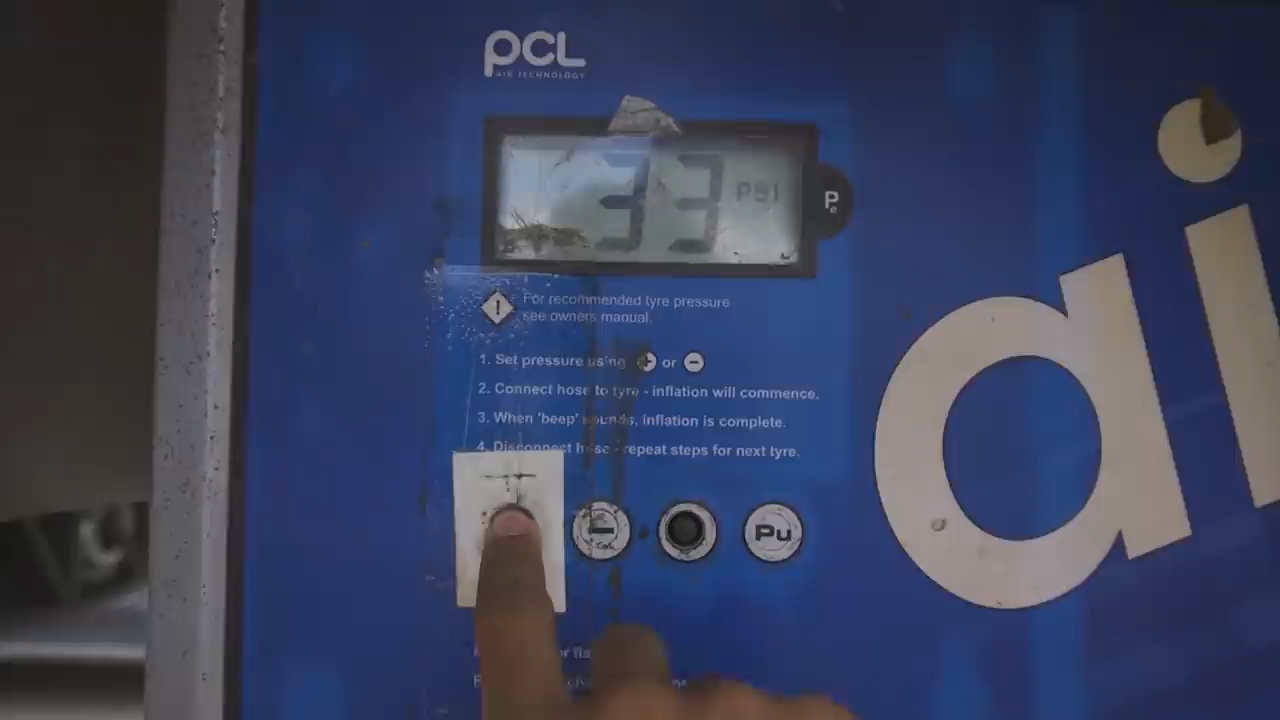 PCL
AIR TECHNOLOGY
33 PSI
Pe
For recommended tyre pressure
see owners manual.
1. Set pressure using + or -
2. Connect hose to tyre - inflation will commence.
3. When 'beep' sounds, inflation is complete.
4. Disconnect hose - repeat steps for next tyre.
+
-
Pu
ai